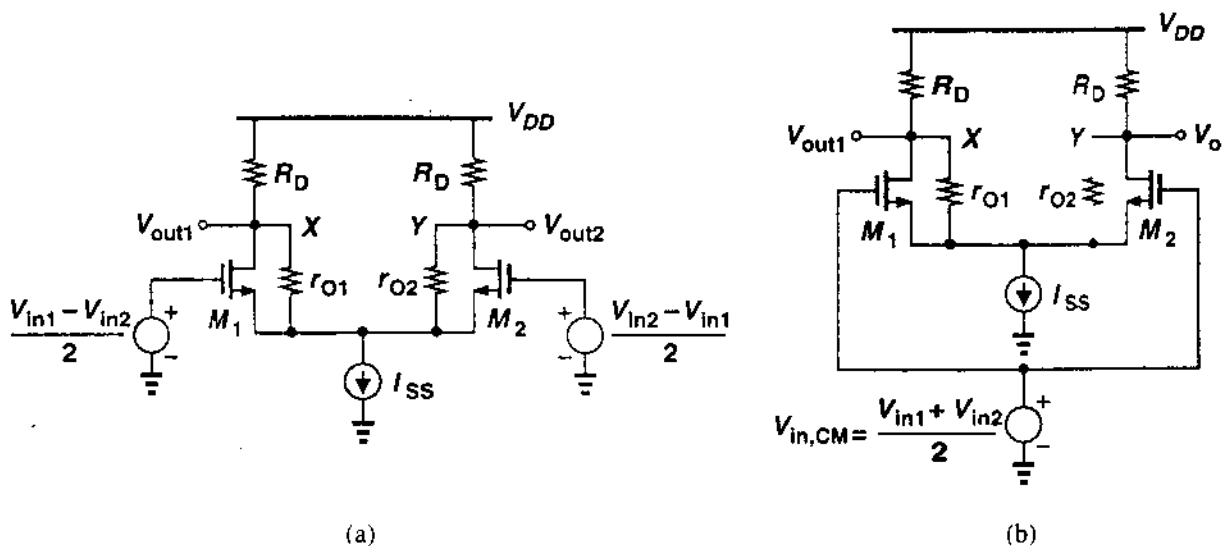 V_DD
R_D
R_D
V_out1
X
Y
V_out2
r_O1
r_O2
M_1
M_2
V_in1 − V_in2
2
+
−
V_in2 − V_in1
2
+
−
I_SS
(a)
V_DD
R_D
R_D
V_out1
X
Y
V_o
r_O1
r_O2
M_1
M_2
I_SS
V_in,CM = V_in1 + V_in2
2
+
−
(b)